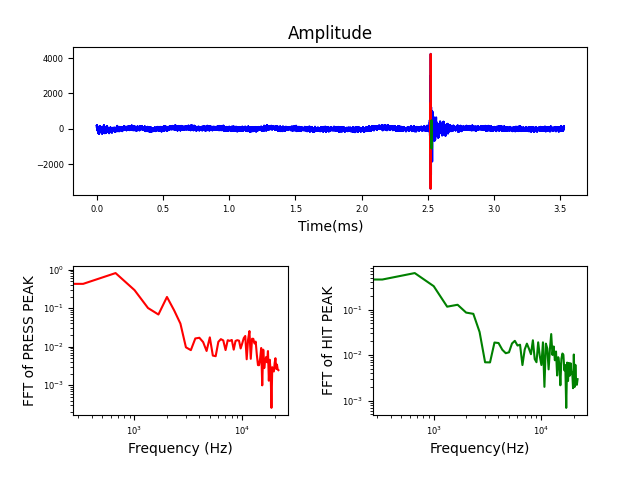 Amplitude
4000
2000
0
−2000
0.0 0.5 1.0 1.5 2.0 2.5 3.0 3.5
Time(ms)
FFT of PRESS PEAK
10⁰
10⁻¹
10⁻²
10⁻³
10³ 10⁴
Frequency (Hz)
FFT of HIT PEAK
10⁻¹
10⁻²
10⁻³
10³ 10⁴
Frequency(Hz)